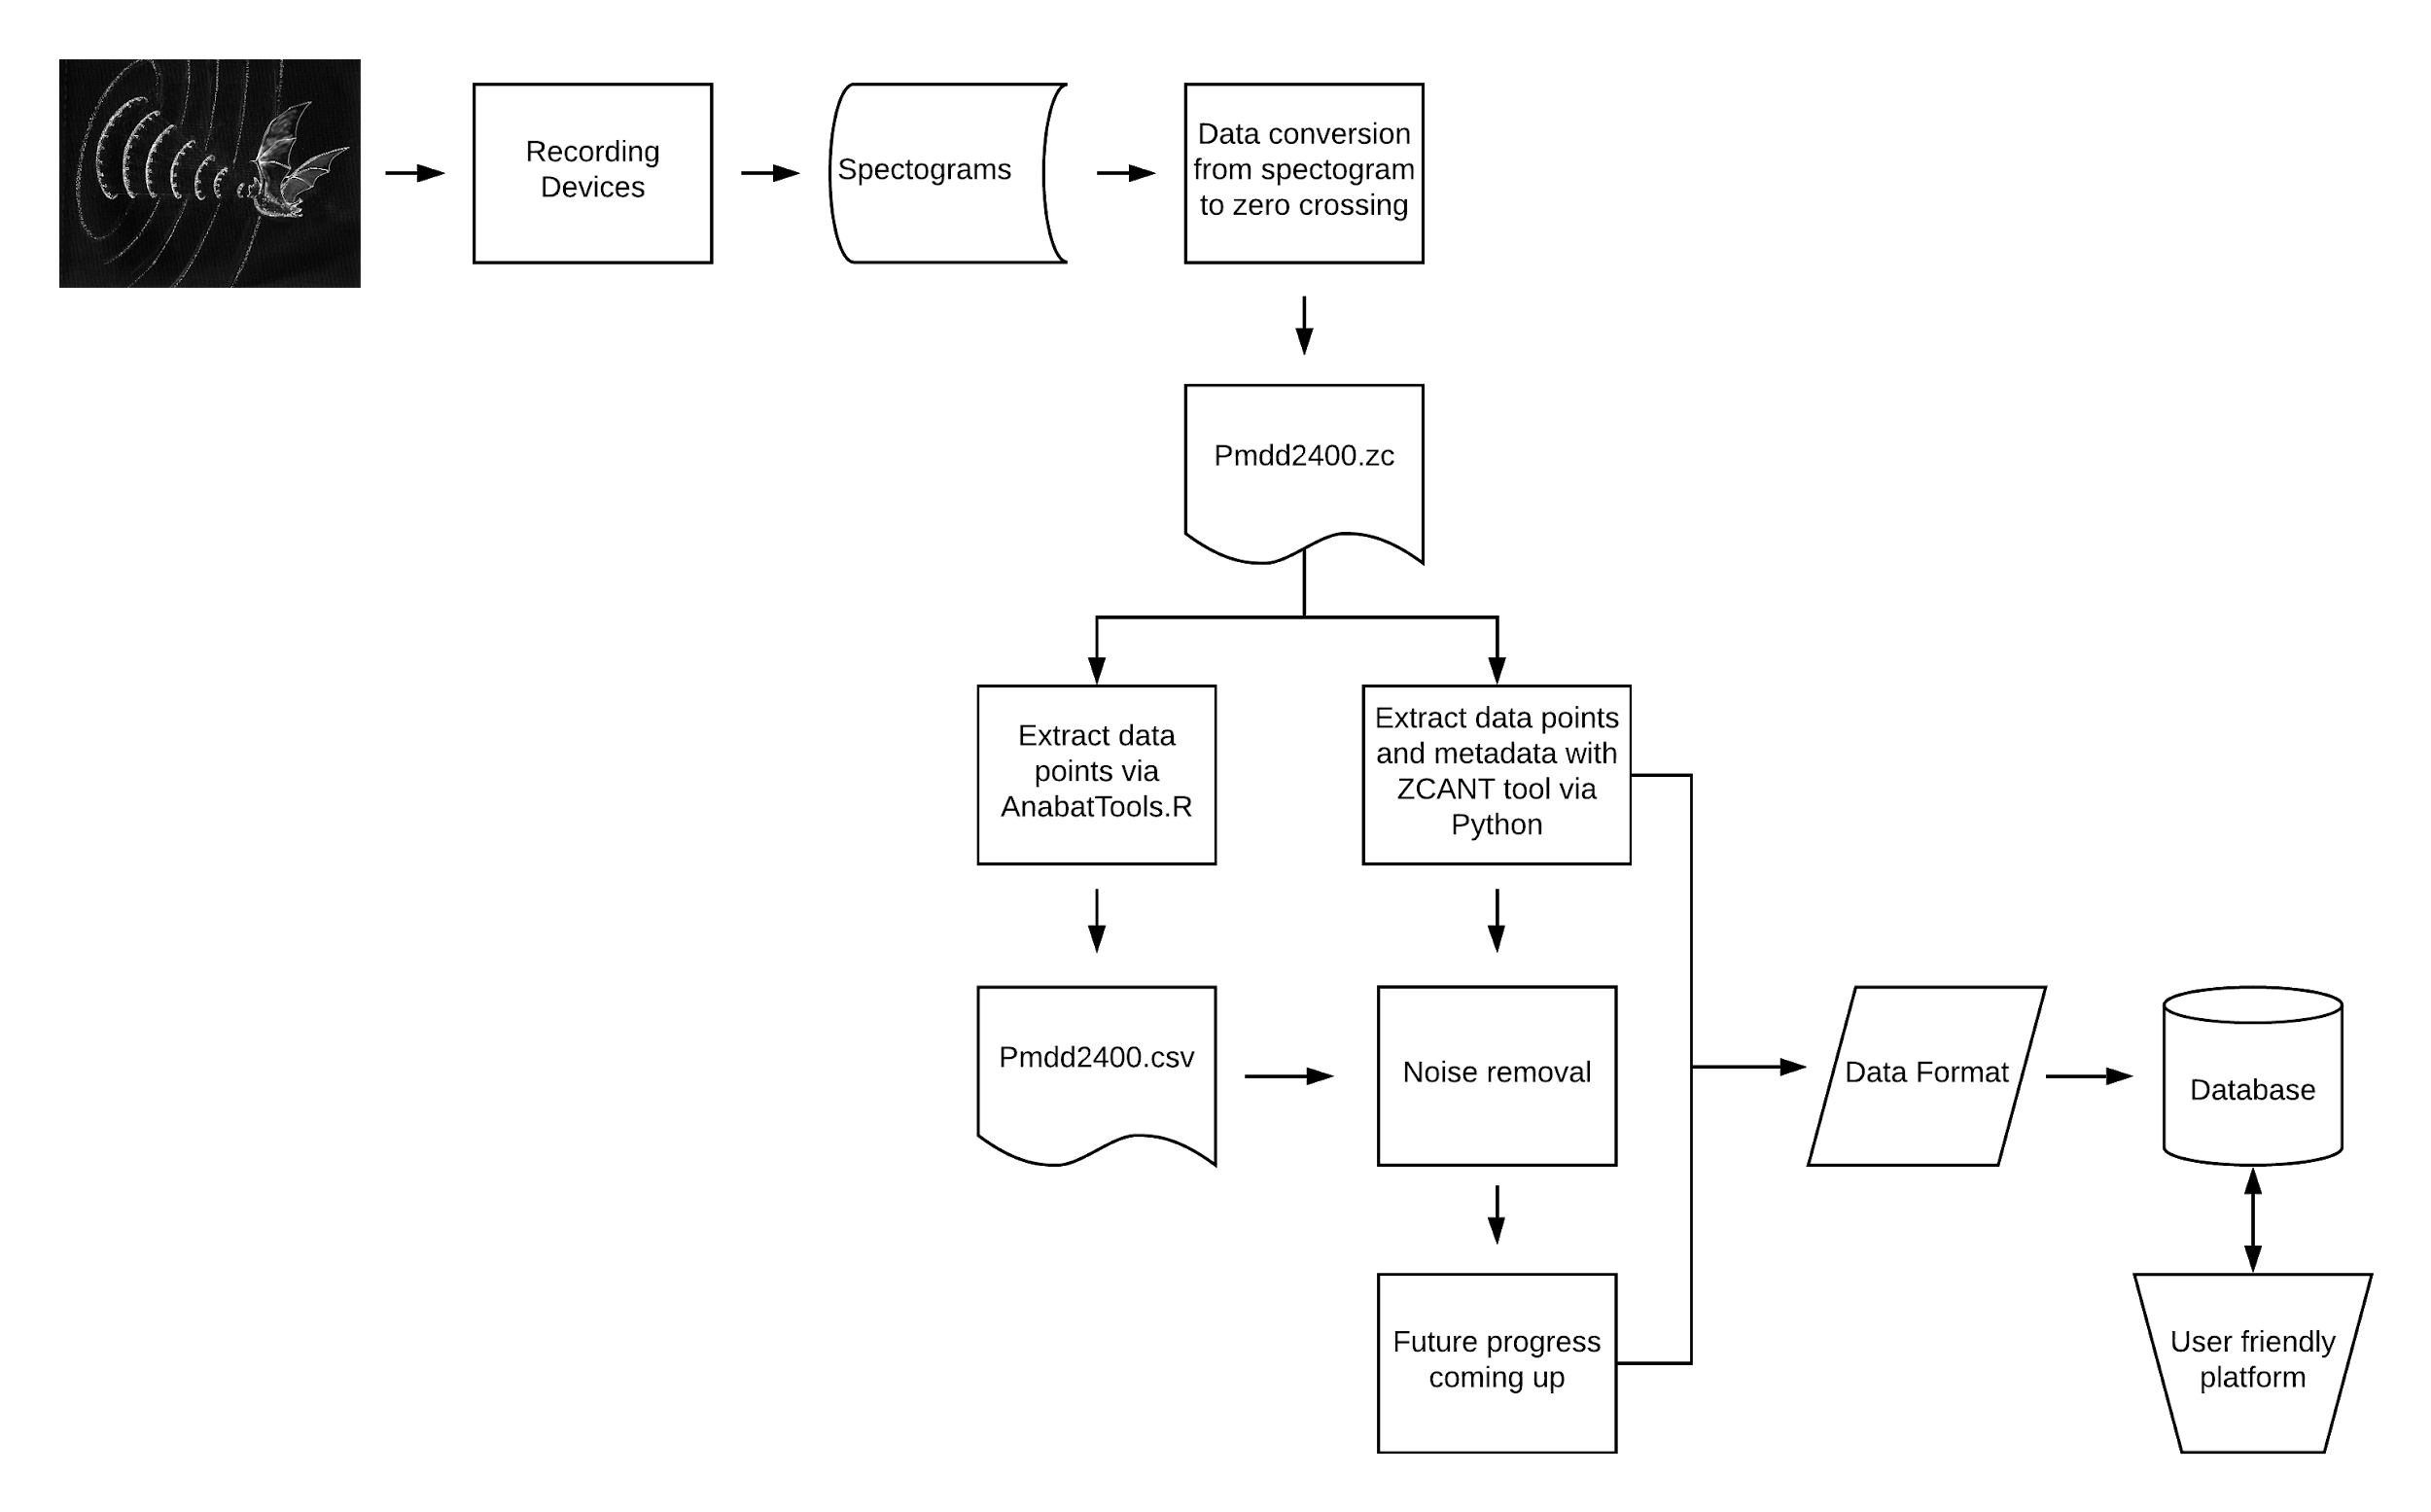 Recording
Devices
Spectograms
Data conversion
from spectogram
to zero crossing
Pmdd2400.zc
Extract data
points via
AnabatTools.R
Extract data points
and metadata with
ZCANT tool via
Python
Pmdd2400.csv
Noise removal
Data Format
Database
Future progress
coming up
User friendly
platform